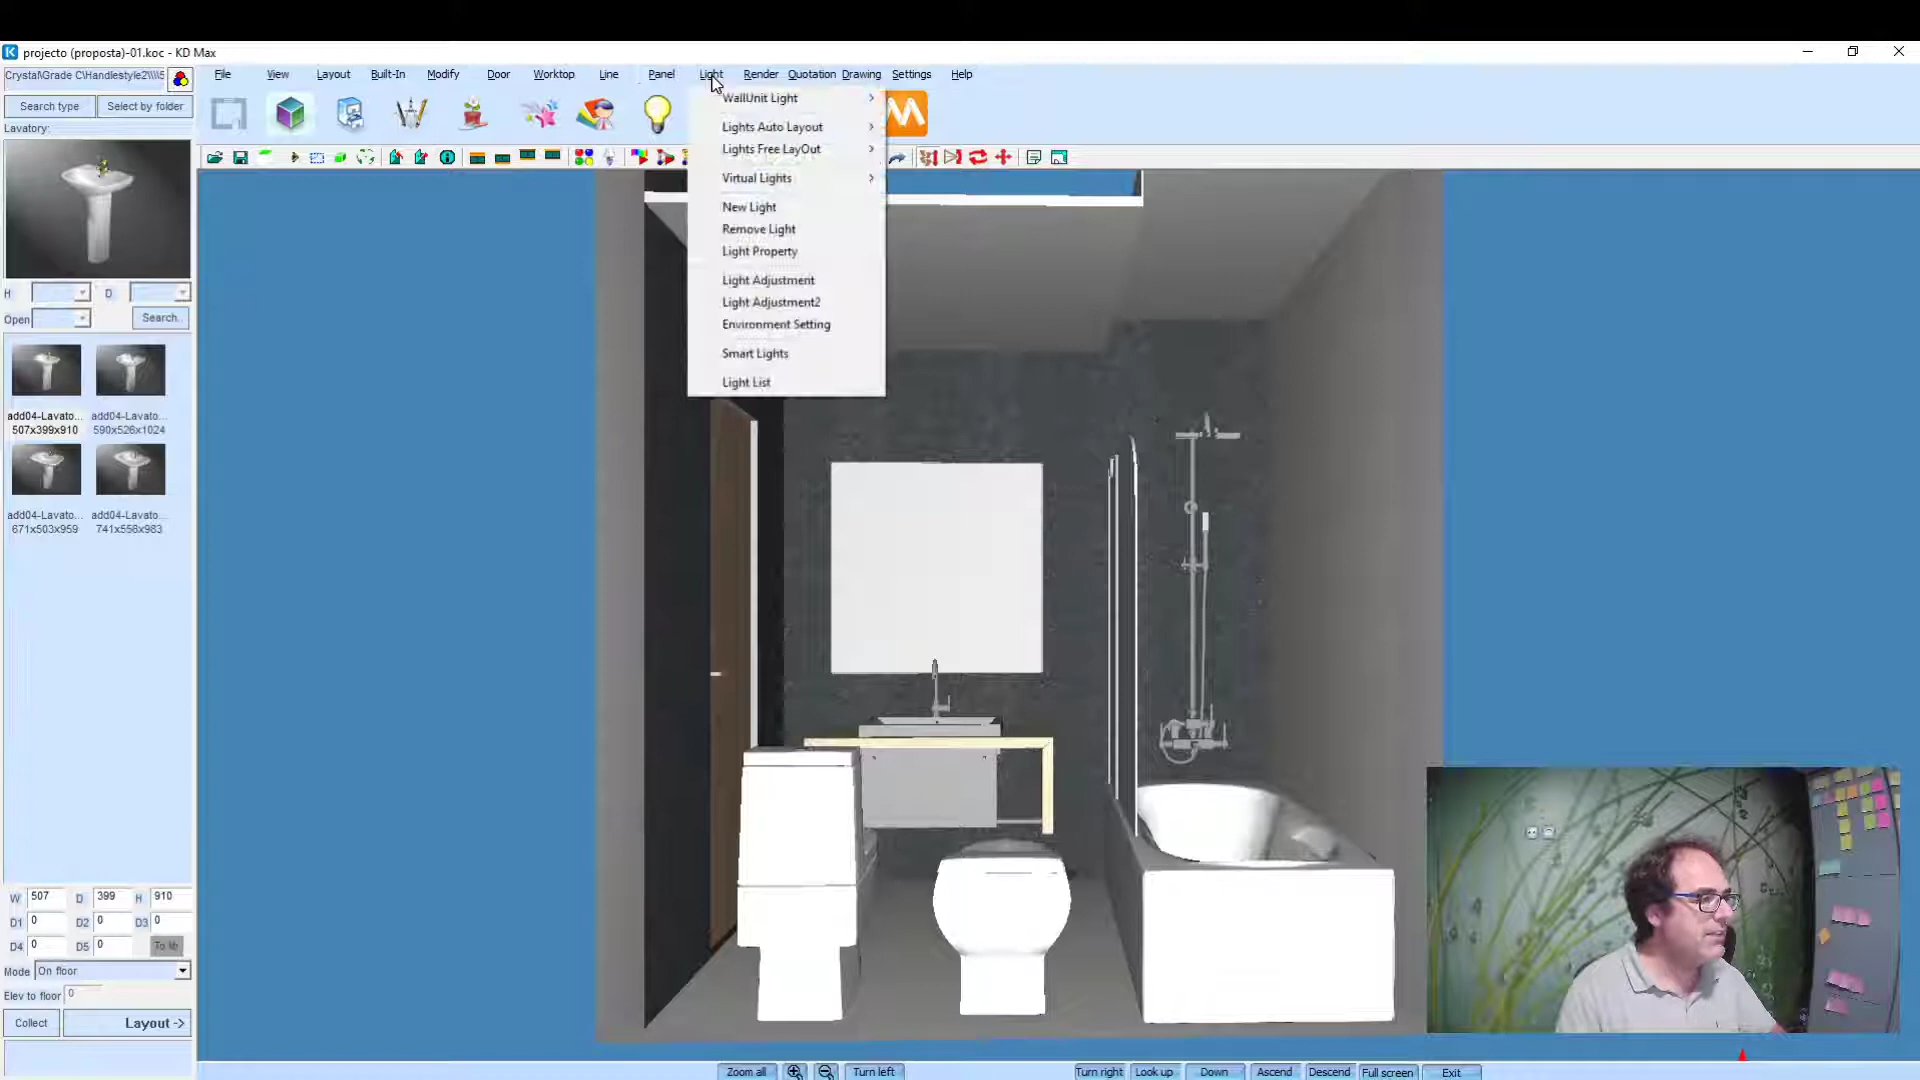 projecto (proposta)-01.koc - KD Max
Crystal\Grade C\Handlestyle2\\\\5
File View Layout Built-In Modify Door Worktop Line Panel Light Render Quotation Drawing Settings Help
Search type Select by folder
Lavatory:
H D
Open Search
add04-Lavato... add04-Lavato...
507x399x910 590x526x1024
add04-Lavato... add04-Lavato...
671x503x959 741x556x983
W 507 D 399 H 910
D1 0 D2 0 D3 0
D4 0 D5 0 To lib
Mode On floor
Elev to floor 0
Collect Layout ->
WallUnit Light
Lights Auto Layout
Lights Free LayOut
Virtual Lights
New Light
Remove Light
Light Property
Light Adjustment
Light Adjustment2
Environment Setting
Smart Lights
Light List
Zoom all Turn left Turn right Look up Down Ascend Descend Full screen Exit